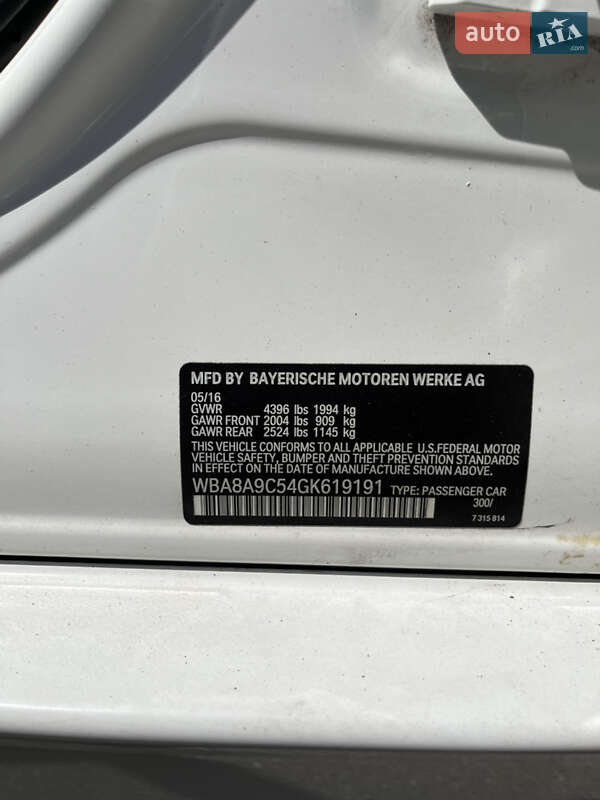 auto RIA .com
MFD BY BAYERISCHE MOTOREN WERKE AG
05/16
GVWR 4396 lbs 1994 kg
GAWR FRONT 2004 lbs 909 kg
GAWR REAR 2524 lbs 1145 kg
THIS VEHICLE CONFORMS TO ALL APPLICABLE U.S.FEDERAL MOTOR
VEHICLE SAFETY, BUMPER AND THEFT PREVENTION STANDARDS
IN EFFECT ON THE DATE OF MANUFACTURE SHOWN ABOVE.
WBA8A9C54GK619191 TYPE: PASSENGER CAR
300/
7 315 814